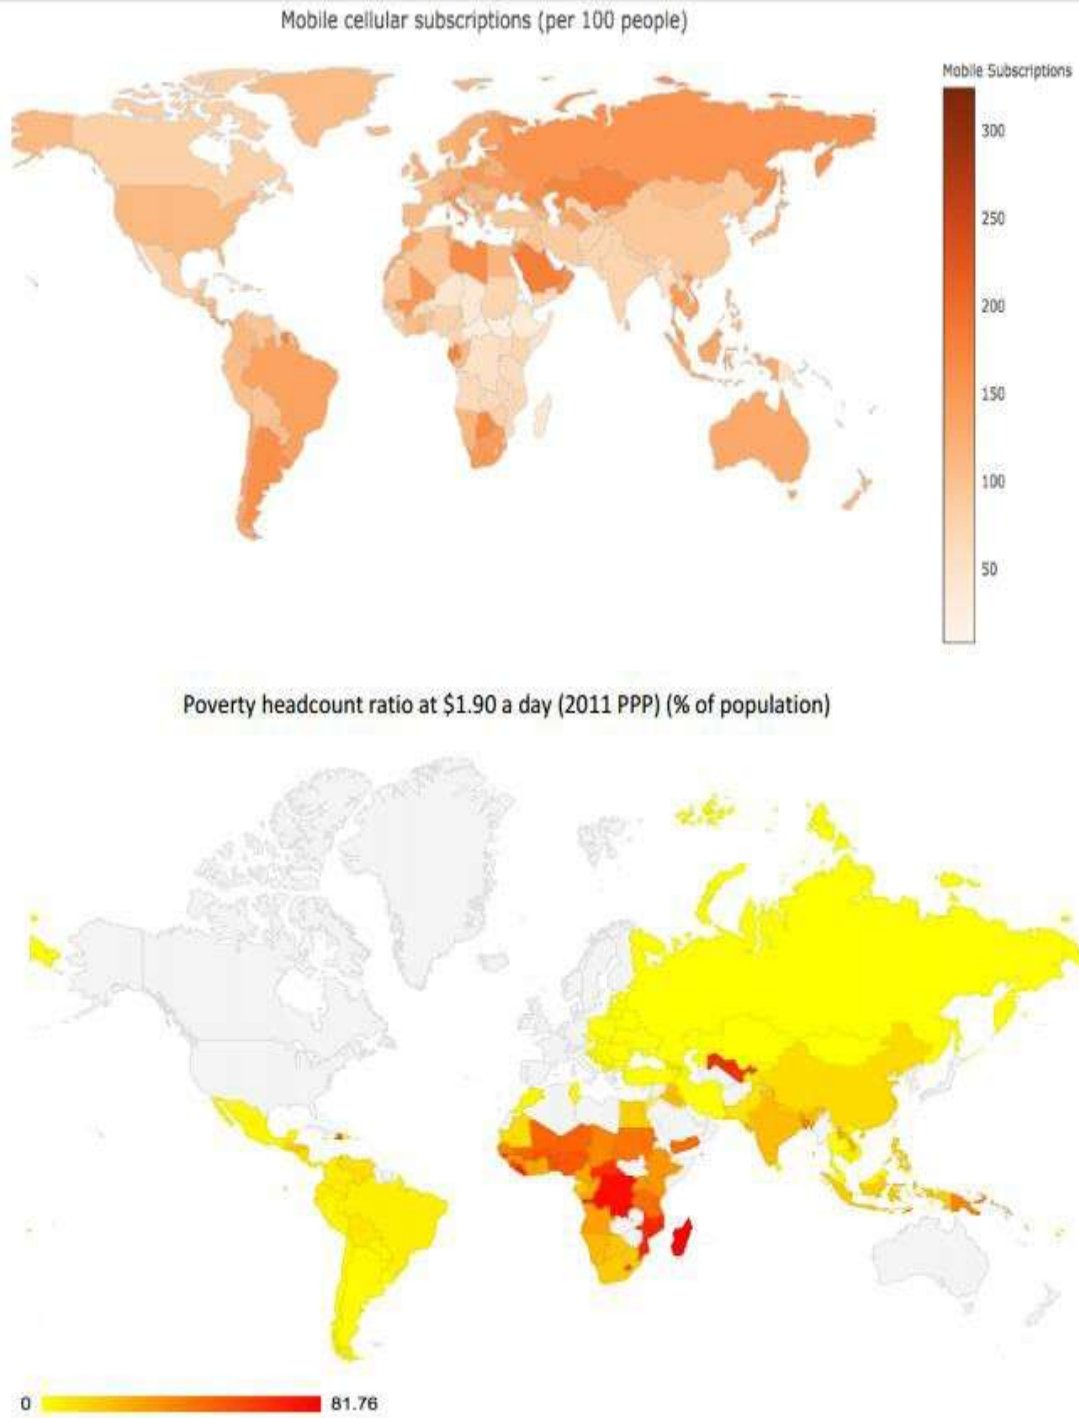 Mobile cellular subscriptions (per 100 people)
Mobile Subscriptions
300
250
200
150
100
50
Poverty headcount ratio at $1.90 a day (2011 PPP) (% of population)
0
81.76